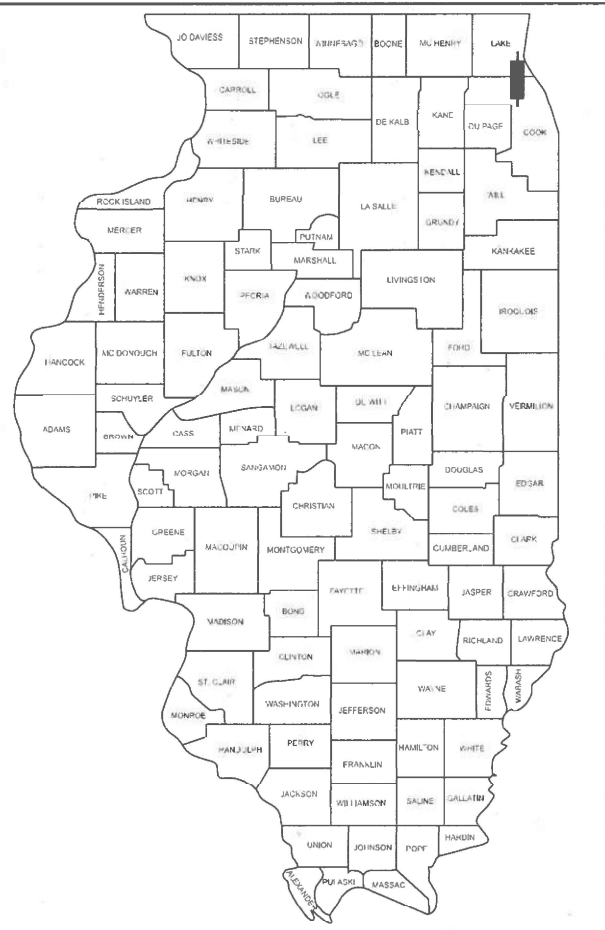 JO DAVIESS STEPHENSON WINNEBAGO BOONE MC HENRY LAKE
CARROLL OGLE
DE KALB KANE DU PAGE COOK
WHITESIDE LEE
KENDALL
WILL
ROCK ISLAND HENRY BUREAU LA SALLE
GRUNDY
MERCER
PUTNAM
STARK KANKAKEE
MARSHALL
HENDERSON WARREN KNOX PEORIA WOODFORD LIVINGSTON
IROQUOIS
HANCOCK MC DONOUGH FULTON TAZEWELL MC LEAN FORD
MASON
SCHUYLER LOGAN DE WITT CHAMPAIGN VERMILION
ADAMS BROWN CASS MENARD PIATT
MACON
PIKE SCOTT MORGAN SANGAMON DOUGLAS
MOULTRIE EDGAR
CHRISTIAN COLES
GREENE SHELBY
CALHOUN MACOUPIN MONTGOMERY CUMBERLAND CLARK
JERSEY
FAYETTE EFFINGHAM JASPER CRAWFORD
BOND
MADISON
CLAY RICHLAND LAWRENCE
CLINTON MARION
ST. CLAIR WAYNE EDWARDS WABASH
WASHINGTON JEFFERSON
MONROE
RANDOLPH PERRY HAMILTON WHITE
FRANKLIN
JACKSON WILLIAMSON SALINE GALLATIN
HARDIN
UNION JOHNSON POPE
ALEXANDER PULASKI MASSAC